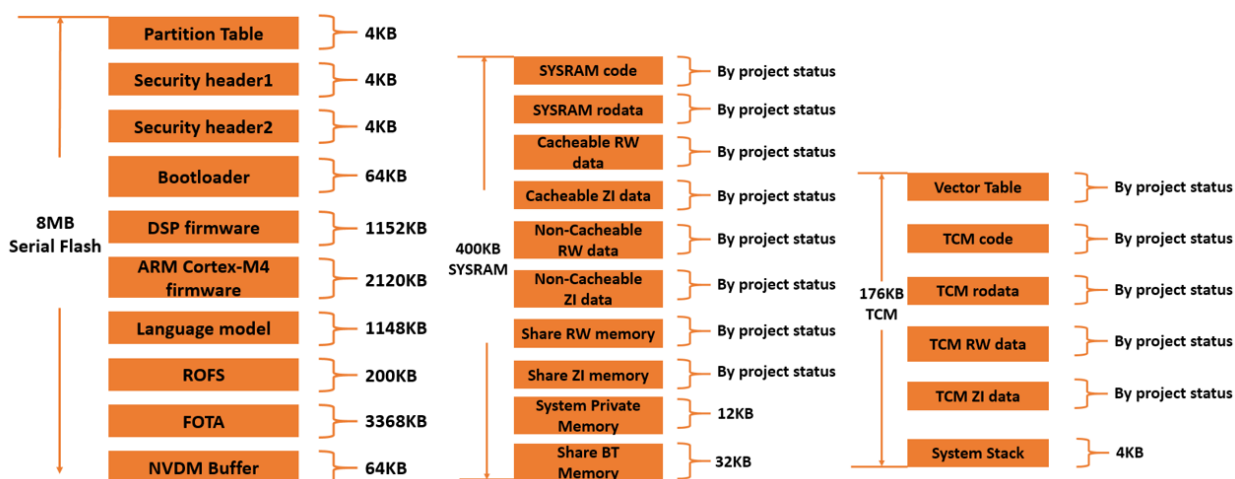 8MB
Serial Flash
Partition Table
4KB
Security header1
4KB
Security header2
4KB
Bootloader
64KB
DSP firmware
1152KB
ARM Cortex-M4
firmware
2120KB
Language model
1148KB
ROFS
200KB
FOTA
3368KB
NVDM Buffer
64KB
400KB
SYSRAM
SYSRAM code
By project status
SYSRAM rodata
By project status
Cacheable RW
data
By project status
Cacheable ZI data
By project status
Non-Cacheable
RW data
By project status
Non-Cacheable
ZI data
By project status
Share RW memory
By project status
Share ZI memory
By project status
System Private
Memory
12KB
Share BT
Memory
32KB
176KB
TCM
Vector Table
By project status
TCM code
By project status
TCM rodata
By project status
TCM RW data
By project status
TCM ZI data
By project status
System Stack
4KB